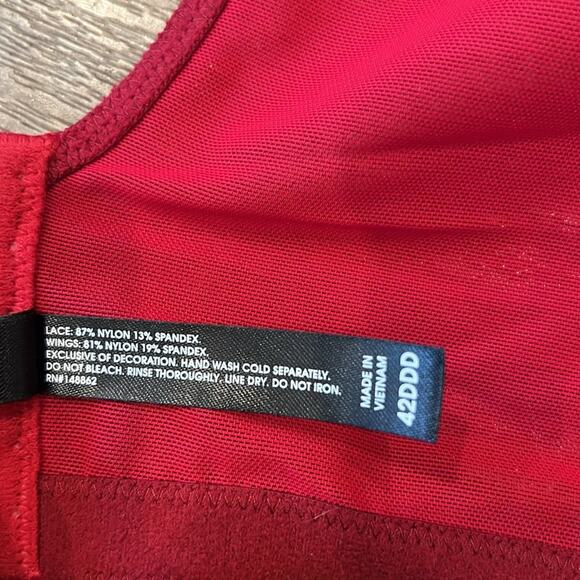 LACE: 87% NYLON 13% SPANDEX.
WINGS: 81% NYLON 19% SPANDEX.
EXCLUSIVE OF DECORATION. HAND WASH COLD SEPARATELY.
DO NOT BLEACH. RINSE THOROUGHLY. LINE DRY. DO NOT IRON.
RN#148862
MADE IN
VIETNAM
42DDD